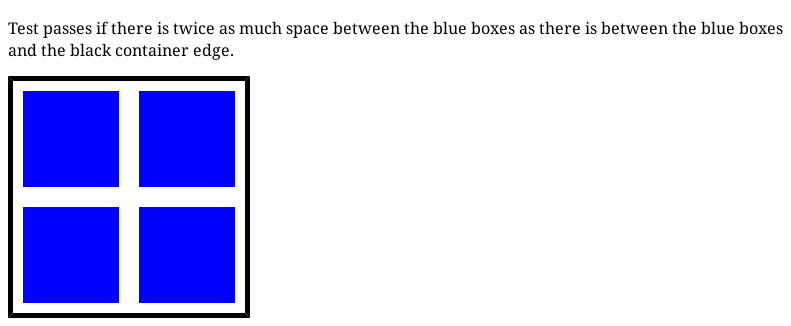 Test passes if there is twice as much space between the blue boxes as there is between the blue boxes
and the black container edge.